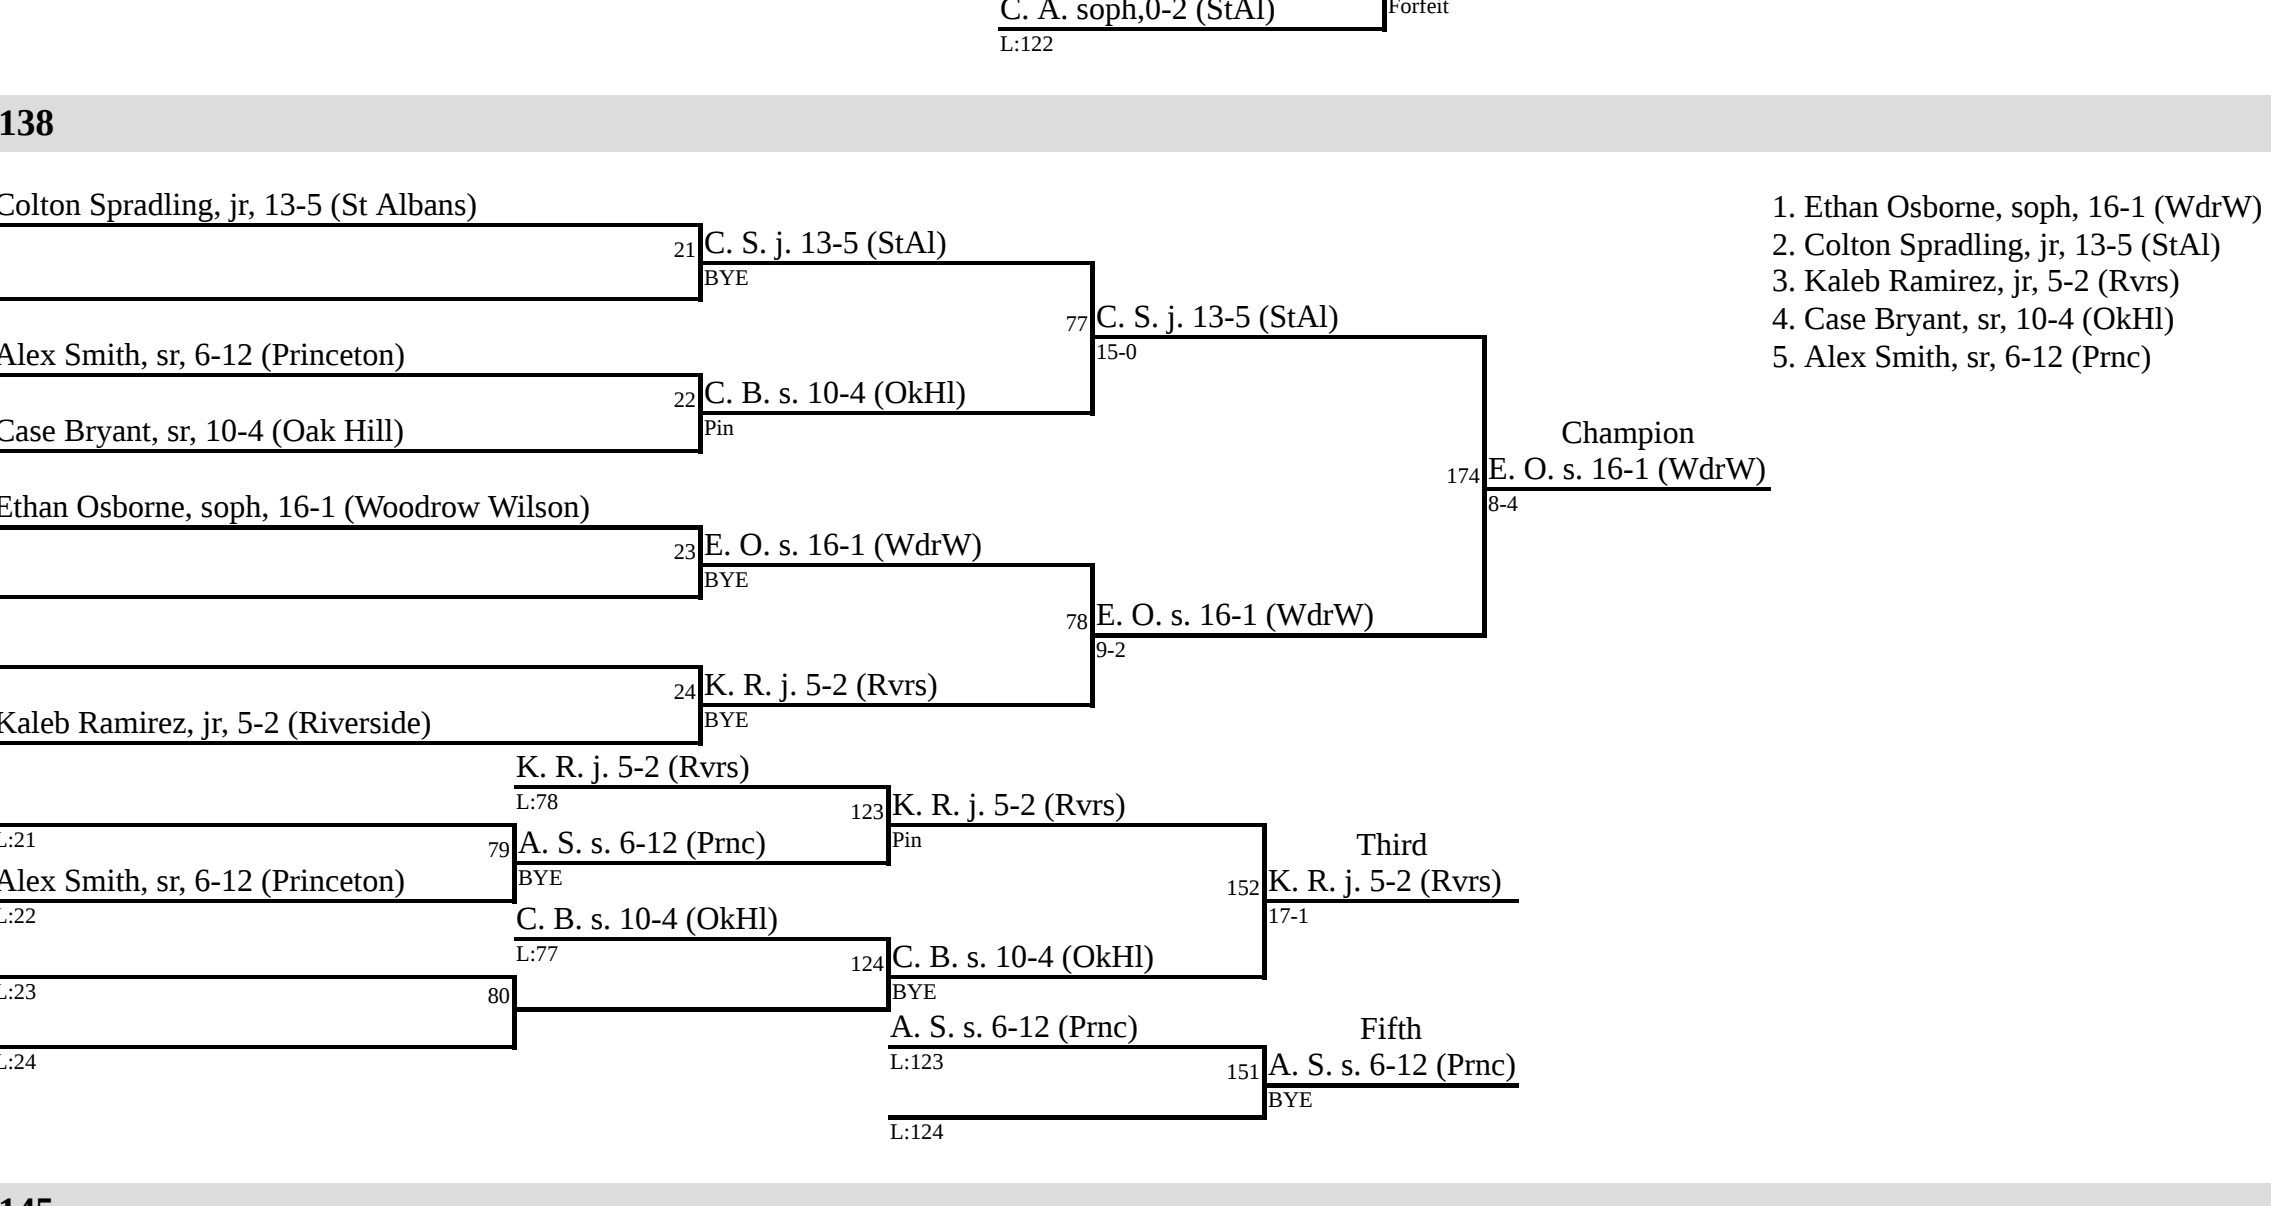 C. A. soph,0-2 (StAl)
Forfeit
L:122
138
Colton Spradling, jr, 13-5 (St Albans)
21
C. S. j. 13-5 (StAl)
BYE
77
C. S. j. 13-5 (StAl)
15-0
Alex Smith, sr, 6-12 (Princeton)
22
C. B. s. 10-4 (OkHl)
Pin
Case Bryant, sr, 10-4 (Oak Hill)
1. Ethan Osborne, soph, 16-1 (WdrW)
2. Colton Spradling, jr, 13-5 (StAl)
3. Kaleb Ramirez, jr, 5-2 (Rvrs)
4. Case Bryant, sr, 10-4 (OkHl)
5. Alex Smith, sr, 6-12 (Prnc)
Champion
174
E. O. s. 16-1 (WdrW)
8-4
Ethan Osborne, soph, 16-1 (Woodrow Wilson)
23
E. O. s. 16-1 (WdrW)
BYE
78
E. O. s. 16-1 (WdrW)
9-2
24
K. R. j. 5-2 (Rvrs)
BYE
Kaleb Ramirez, jr, 5-2 (Riverside)
K. R. j. 5-2 (Rvrs)
L:78
123
K. R. j. 5-2 (Rvrs)
Pin
L:21
79
A. S. s. 6-12 (Prnc)
BYE
Alex Smith, sr, 6-12 (Princeton)
L:22
Third
152
K. R. j. 5-2 (Rvrs)
17-1
C. B. s. 10-4 (OkHl)
L:77
124
C. B. s. 10-4 (OkHl)
BYE
L:23
80
L:24
A. S. s. 6-12 (Prnc)
L:123
Fifth
151
A. S. s. 6-12 (Prnc)
BYE
L:124
145